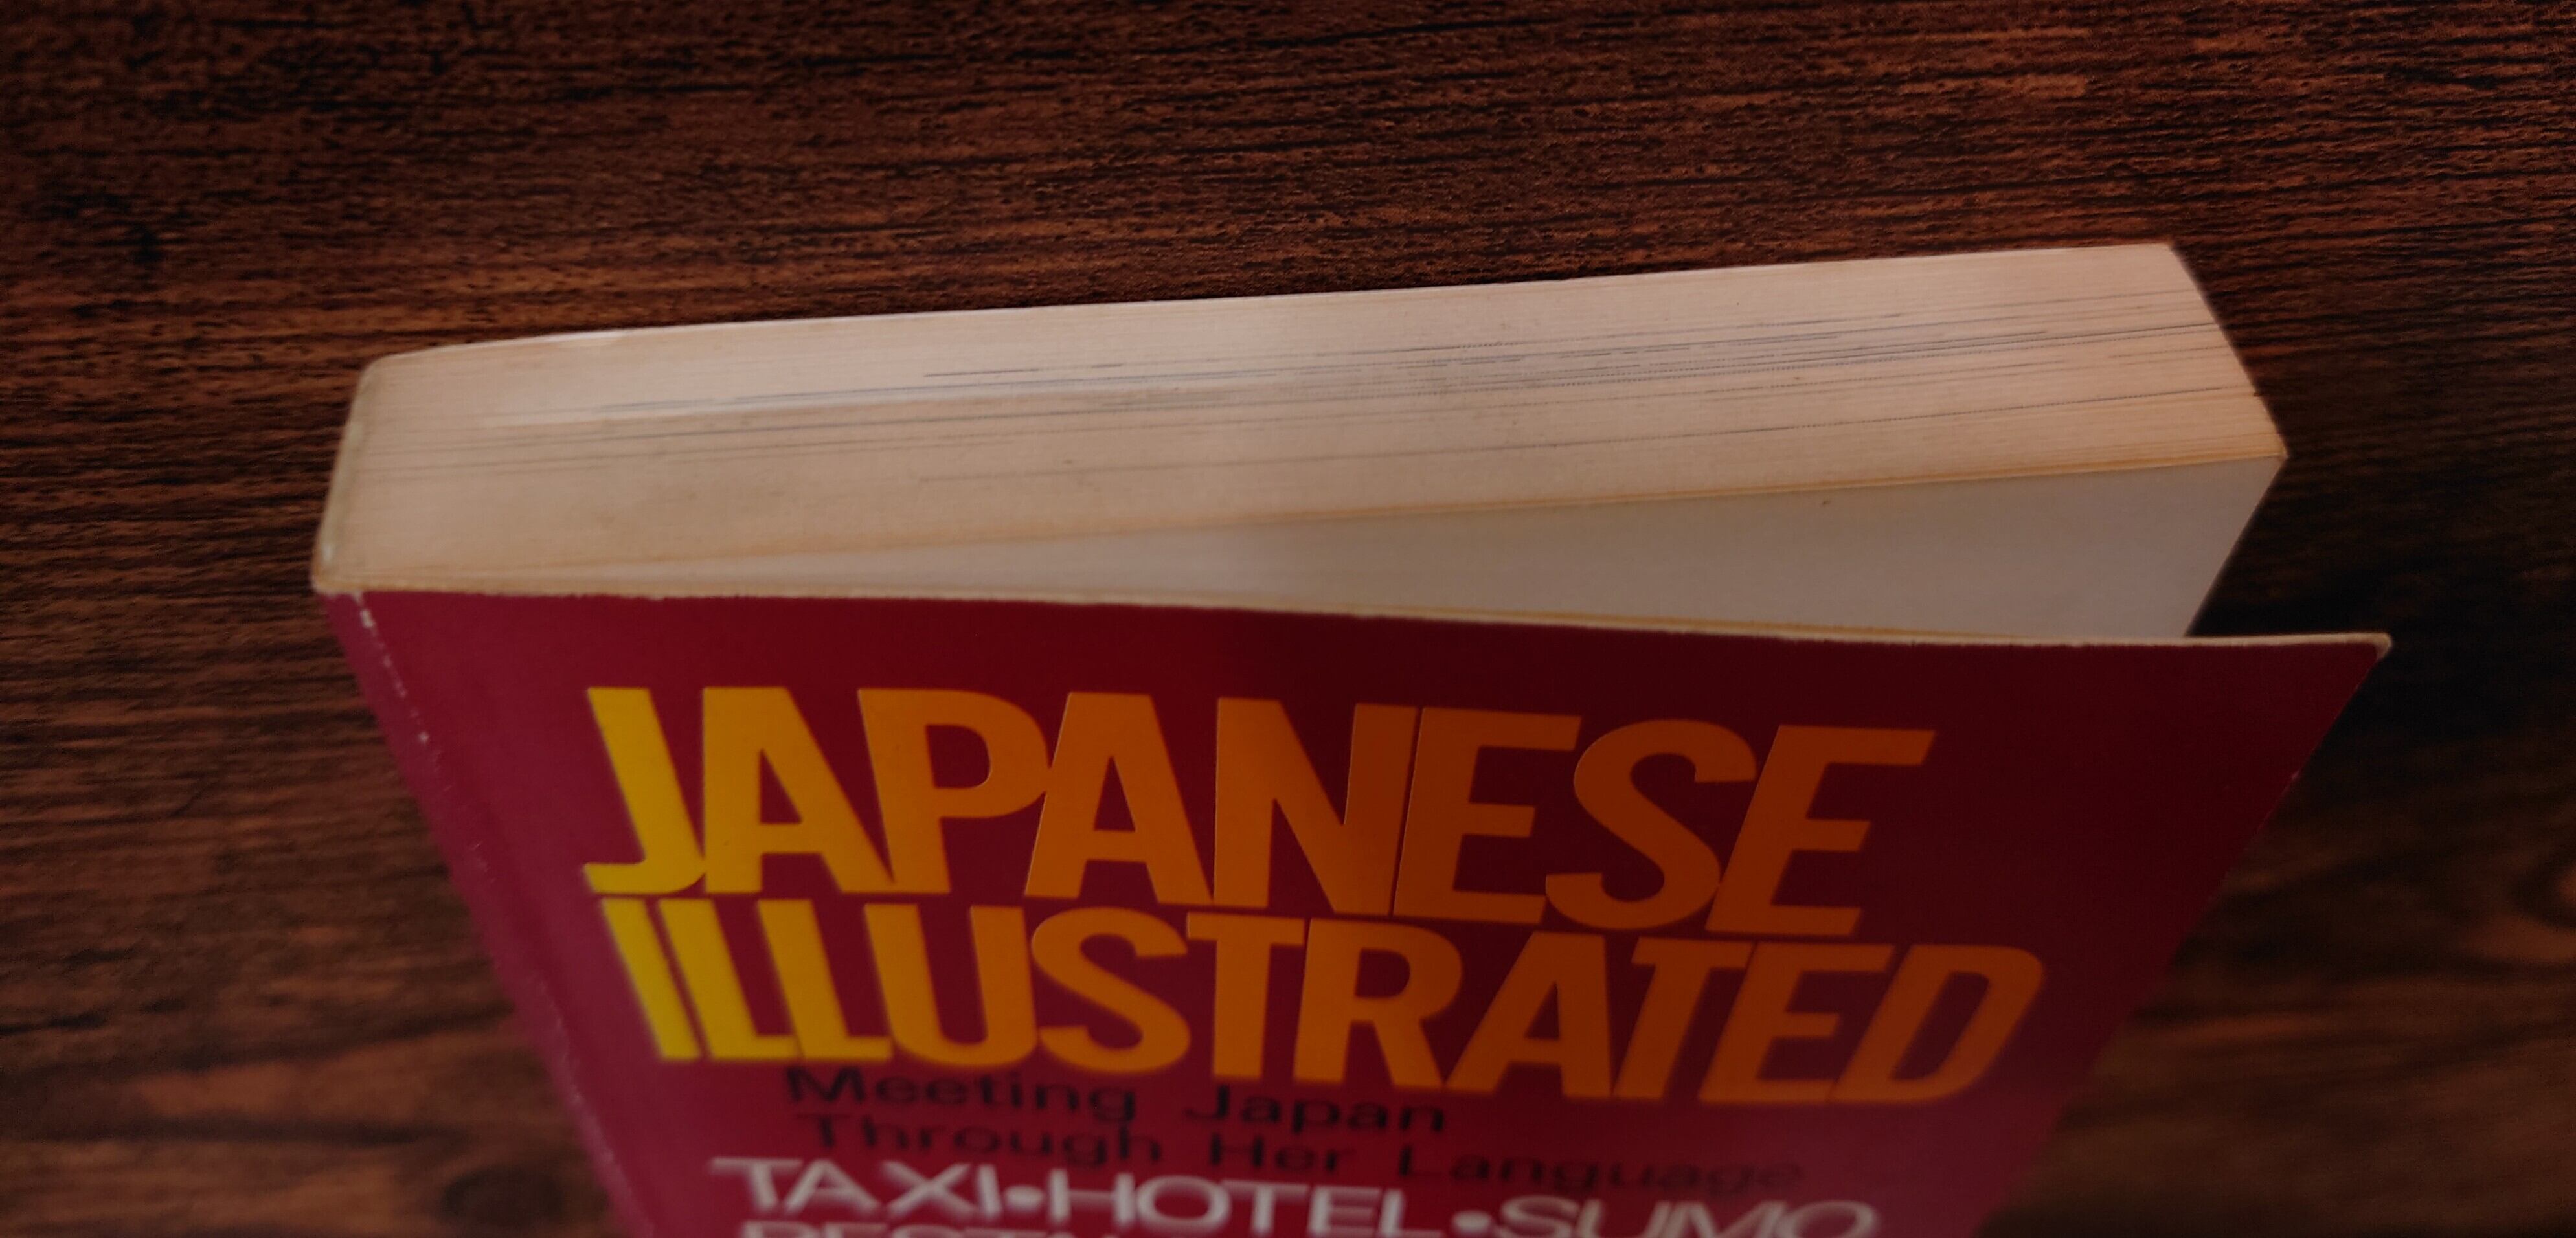 JAPANESE
ILLUSTRATED
Meeting Japan
Through Her Language
TAXI•HOTEL•SUMO